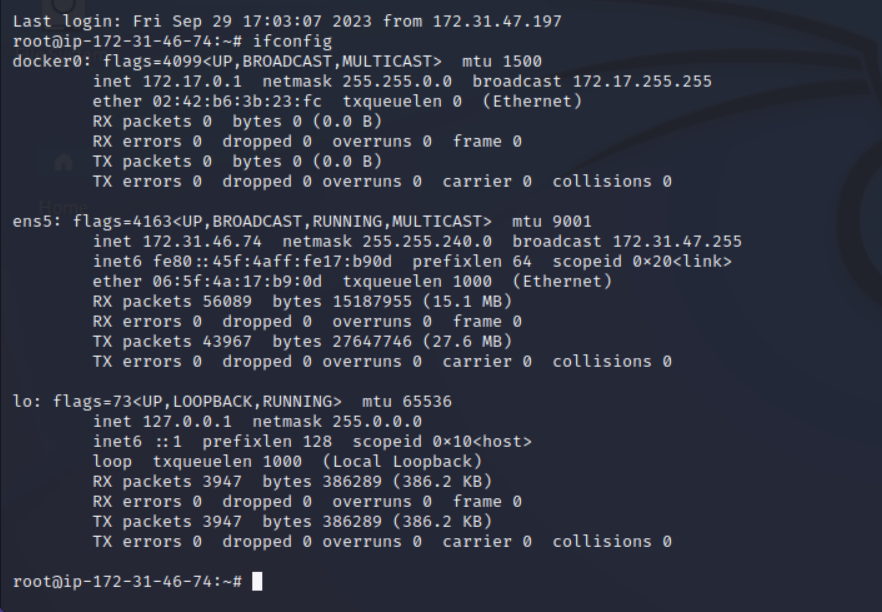 Last login: Fri Sep 29 17:03:07 2023 from 172.31.47.197
root@ip-172-31-46-74:~# ifconfig
docker0: flags=4099<UP,BROADCAST,MULTICAST>  mtu 1500
        inet 172.17.0.1  netmask 255.255.0.0  broadcast 172.17.255.255
        ether 02:42:b6:3b:23:fc  txqueuelen 0  (Ethernet)
        RX packets 0  bytes 0 (0.0 B)
        RX errors 0  dropped 0  overruns 0  frame 0
        TX packets 0  bytes 0 (0.0 B)
        TX errors 0  dropped 0 overruns 0  carrier 0  collisions 0
Home
ens5: flags=4163<UP,BROADCAST,RUNNING,MULTICAST>  mtu 9001
        inet 172.31.46.74  netmask 255.255.240.0  broadcast 172.31.47.255
        inet6 fe80::45f:4aff:fe17:b90d  prefixlen 64  scopeid 0×20<link>
        ether 06:5f:4a:17:b9:0d  txqueuelen 1000  (Ethernet)
        RX packets 56089  bytes 15187955 (15.1 MB)
        RX errors 0  dropped 0  overruns 0  frame 0
        TX packets 43967  bytes 27647746 (27.6 MB)
        TX errors 0  dropped 0 overruns 0  carrier 0  collisions 0
lo: flags=73<UP,LOOPBACK,RUNNING>  mtu 65536
        inet 127.0.0.1  netmask 255.0.0.0
        inet6 ::1  prefixlen 128  scopeid 0×10<host>
        loop  txqueuelen 1000  (Local Loopback)
        RX packets 3947  bytes 386289 (386.2 KB)
        RX errors 0  dropped 0  overruns 0  frame 0
        TX packets 3947  bytes 386289 (386.2 KB)
        TX errors 0  dropped 0 overruns 0  carrier 0  collisions 0
root@ip-172-31-46-74:~#